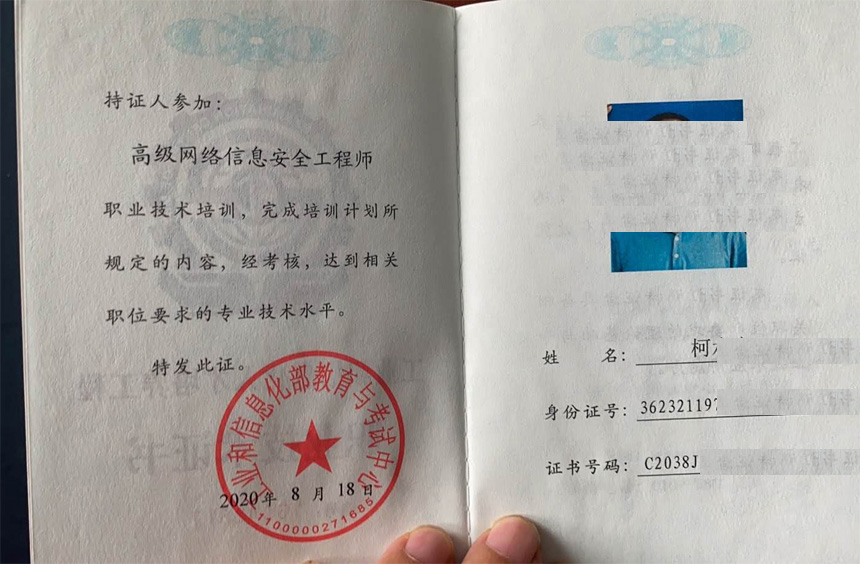 持证人参加：
高级网络信息安全工程师
职业技术培训，完成培训计划所
规定的内容，经考核，达到相关
职位要求的专业技术水平。
特发此证。
工业和信息化部教育与考试中心
2020年 8月 18日
1100000271685
姓 名：柯
身份证号：36232119
证书号码：C2038J